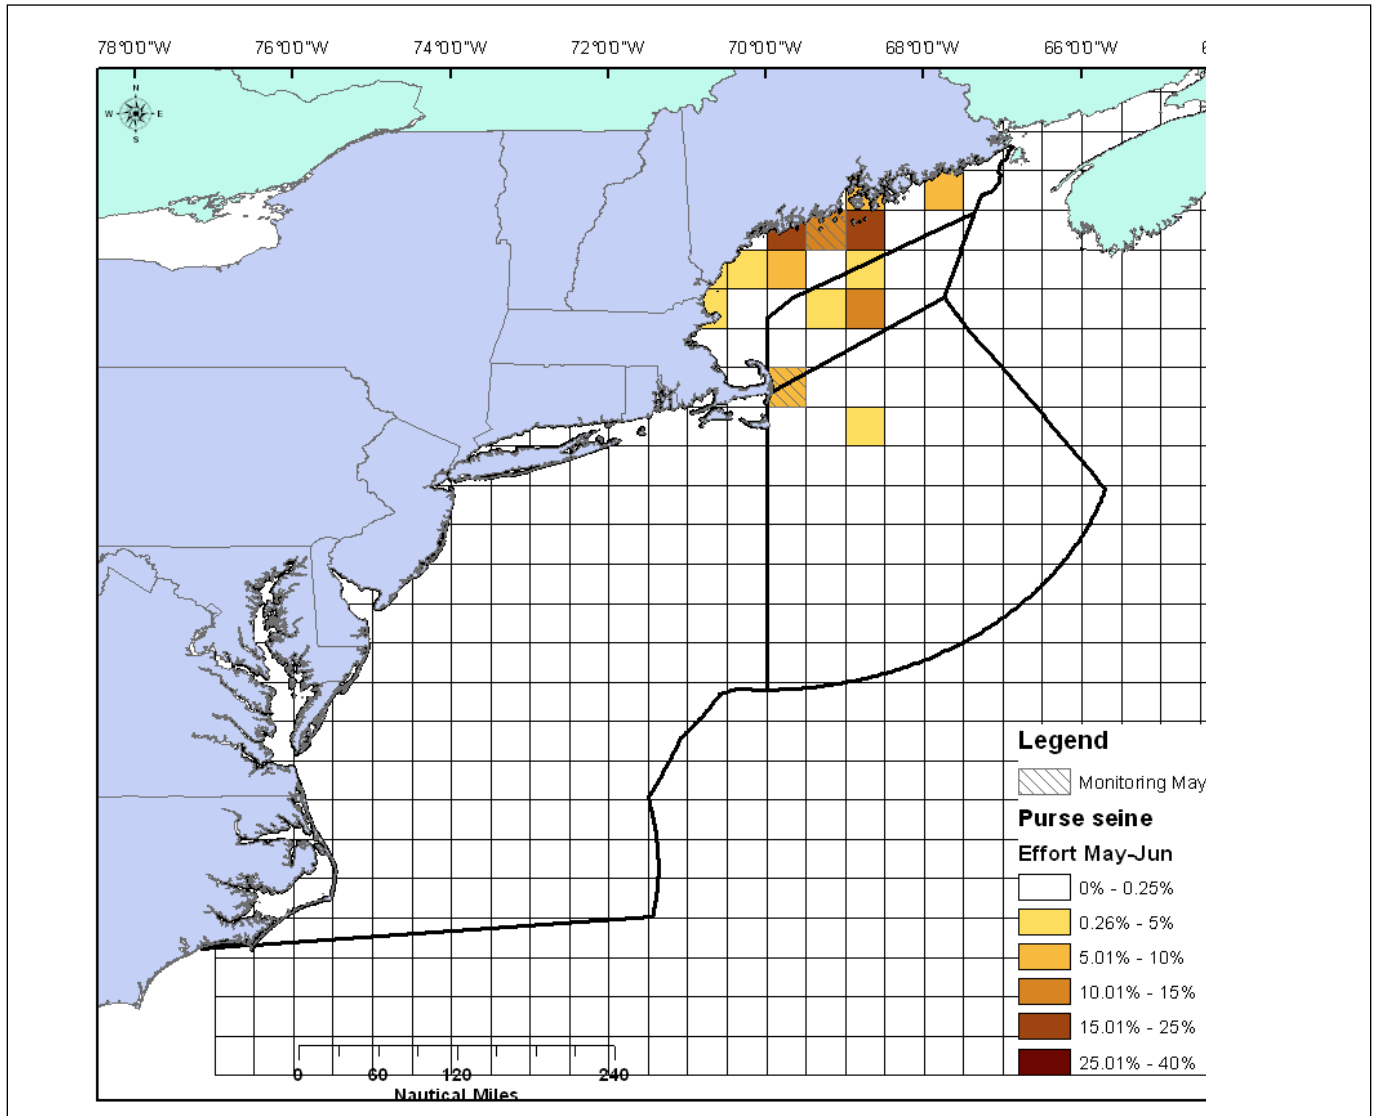 78°0'0"W 76°0'0"W 74°0'0"W 72°0'0"W 70°0'0"W 68°0'0"W 66°0'0"W 6
N
W E
S
Legend
Monitoring May
Purse seine
Effort May-Jun
0% - 0.25%
0.26% - 5%
5.01% - 10%
10.01% - 15%
15.01% - 25%
25.01% - 40%
0 60 120 240
Nautical Miles